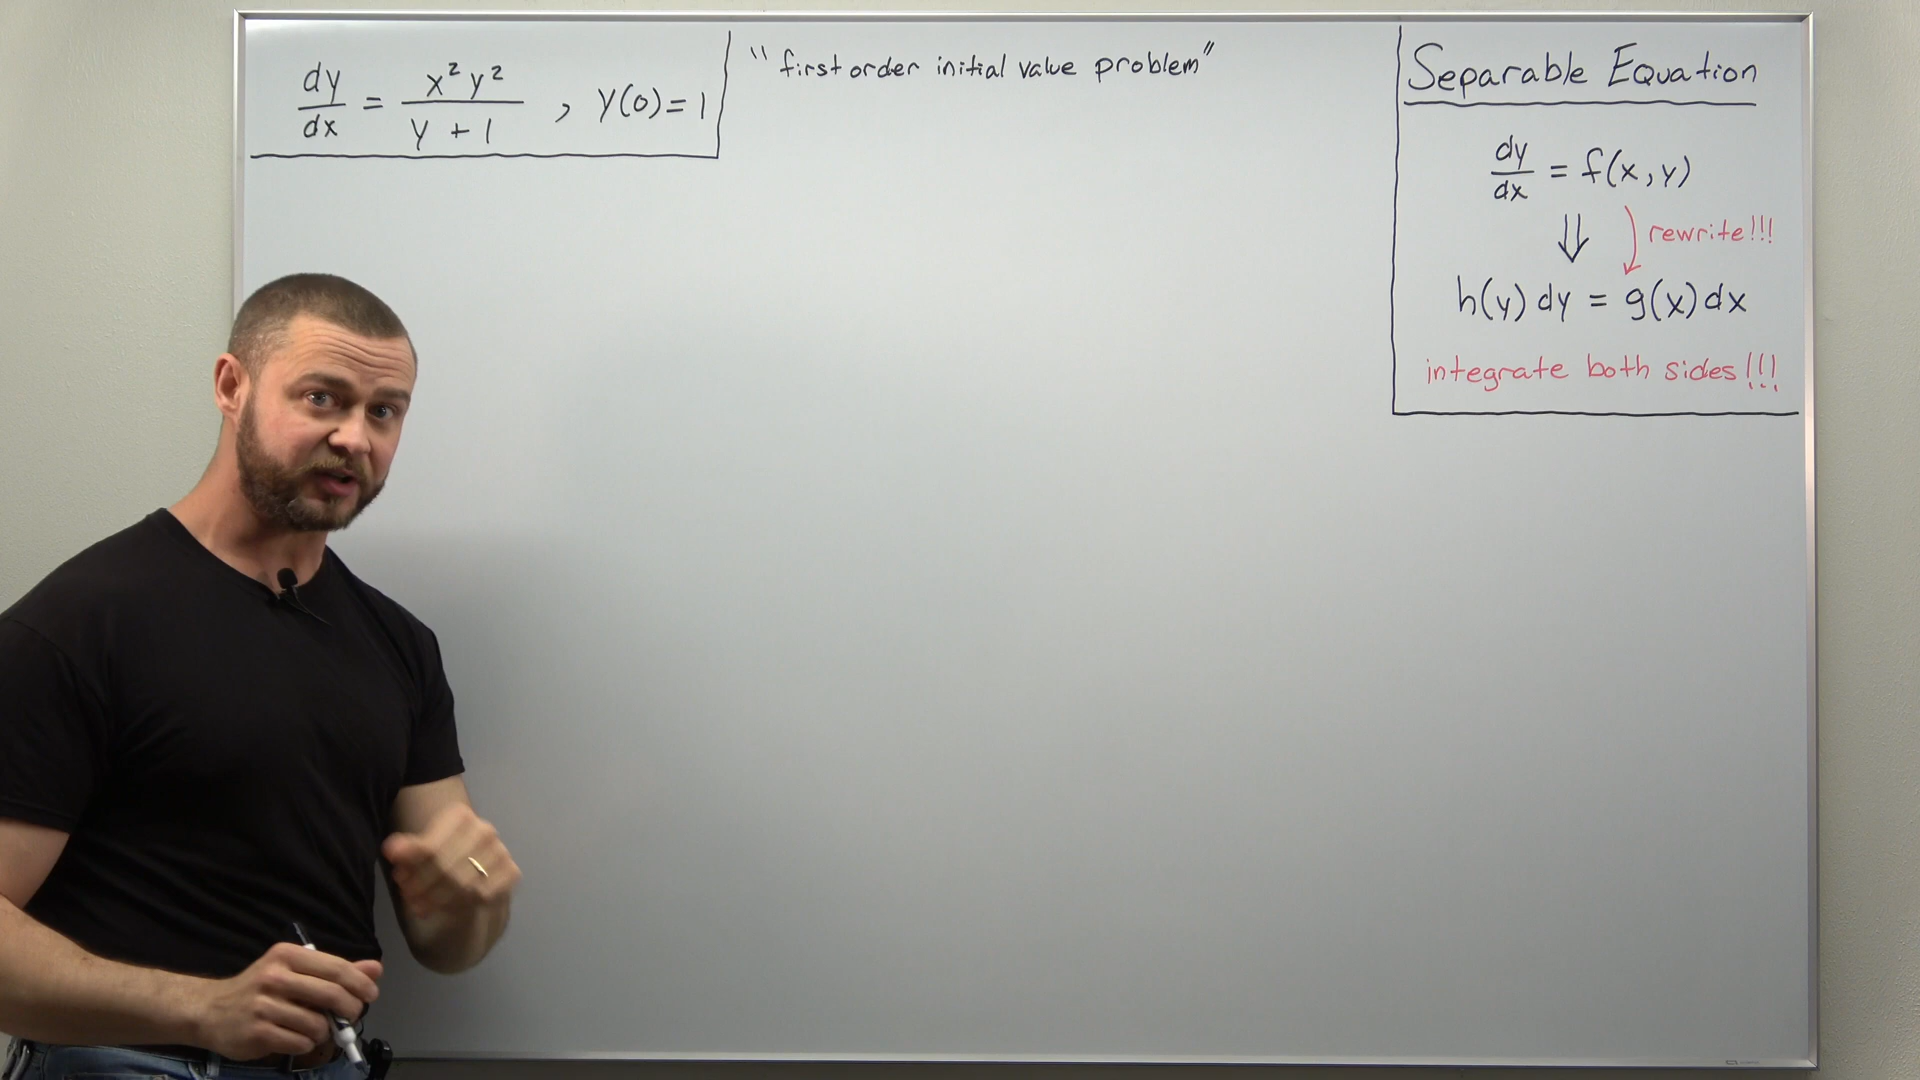 dy/dx = x²y²/(y + 1) , y(0) = 1
"first order initial value problem"
Separable Equation
dy/dx = f(x, y)
⇓ rewrite!!!
h(y) dy = g(x) dx
integrate both sides!!!